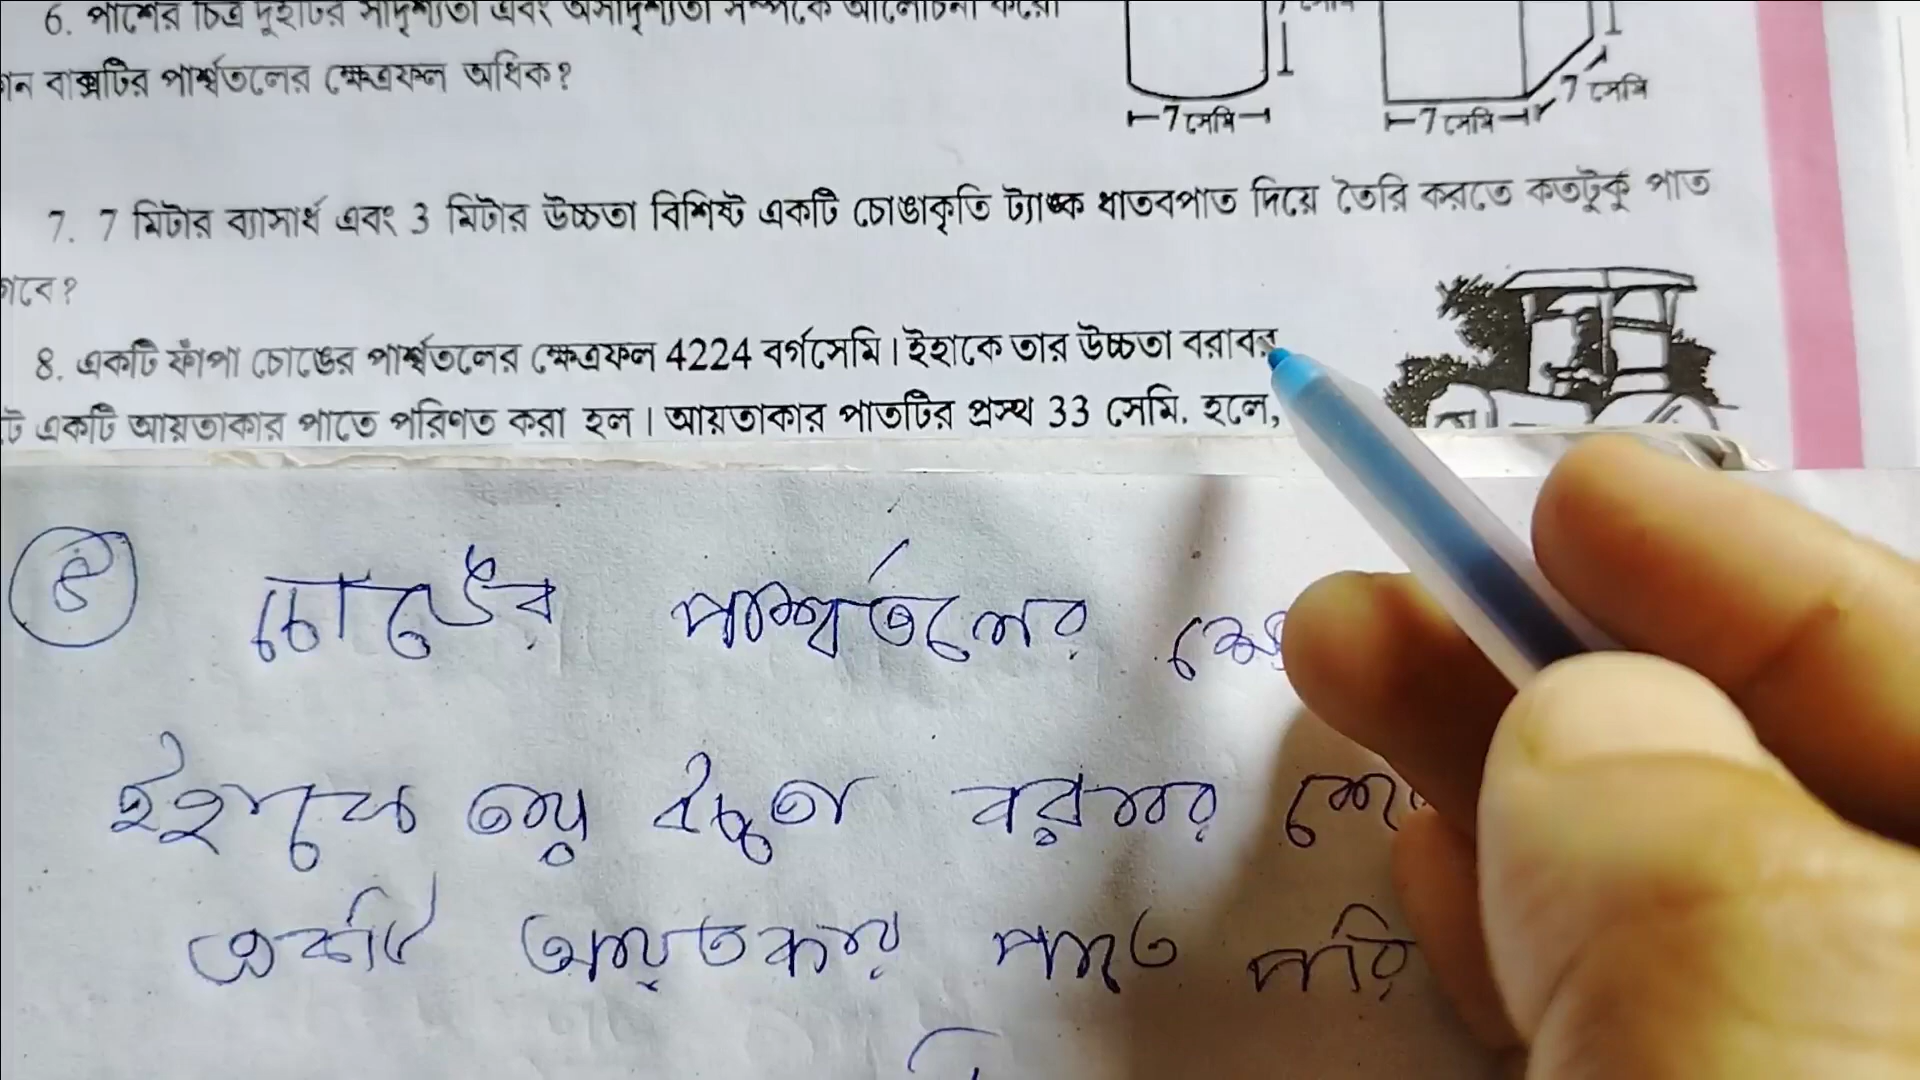 6. পাশের চিত্র দুইটির সাদৃশ্যতা এবং অসাদৃশ্যতা সম্পর্কে আলোচনা করো
বাক্সটির পার্শ্বতলের ক্ষেত্রফল অধিক?
7 সেমি
7 সেমি
7 সেমি
7. 7 মিটার ব্যাসার্ধ এবং 3 মিটার উচ্চতা বিশিষ্ট একটি চোঙাকৃতি ট্যাঙ্ক ধাতবপাত দিয়ে তৈরি করতে কতটুকু পাত
8. একটি ফাঁপা চোঙের পার্শ্বতলের ক্ষেত্রফল 4224 বর্গসেমি। ইহাকে তার উচ্চতা বরাবর
একটি আয়তাকার পাতে পরিণত করা হল। আয়তাকার পাতটির প্রস্থ 33 সেমি. হলে,
চোঙের পার্শ্বতলের
ইহাকে তার উচ্চতা বরাবর
একটি আয়তকার পাতে পরি